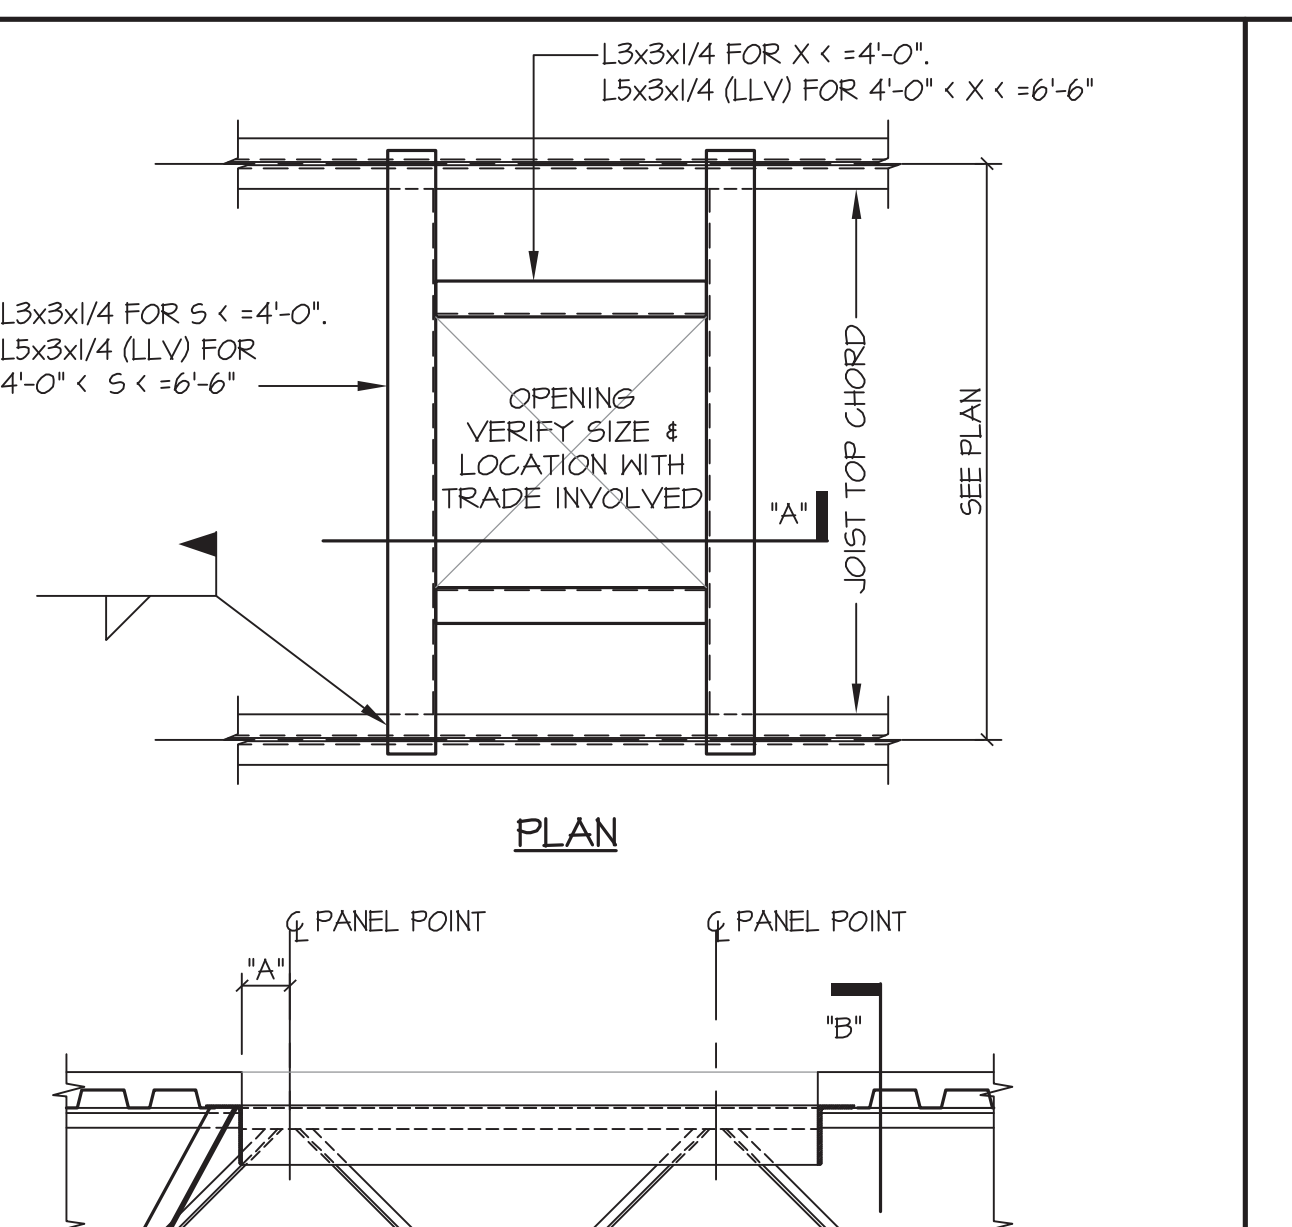 L3x3x1/4 FOR X < =4'-0".
L5x3x1/4 (LLV) FOR 4'-0" < X < =6'-6"
L3x3x1/4 FOR S < =4'-0".
L5x3x1/4 (LLV) FOR
4'-0" < S < =6'-6"
OPENING
VERIFY SIZE &
LOCATION WITH
TRADE INVOLVED
"A"
JOIST TOP CHORD
SEE PLAN
PLAN
℄ PANEL POINT
℄ PANEL POINT
"A"
"B"